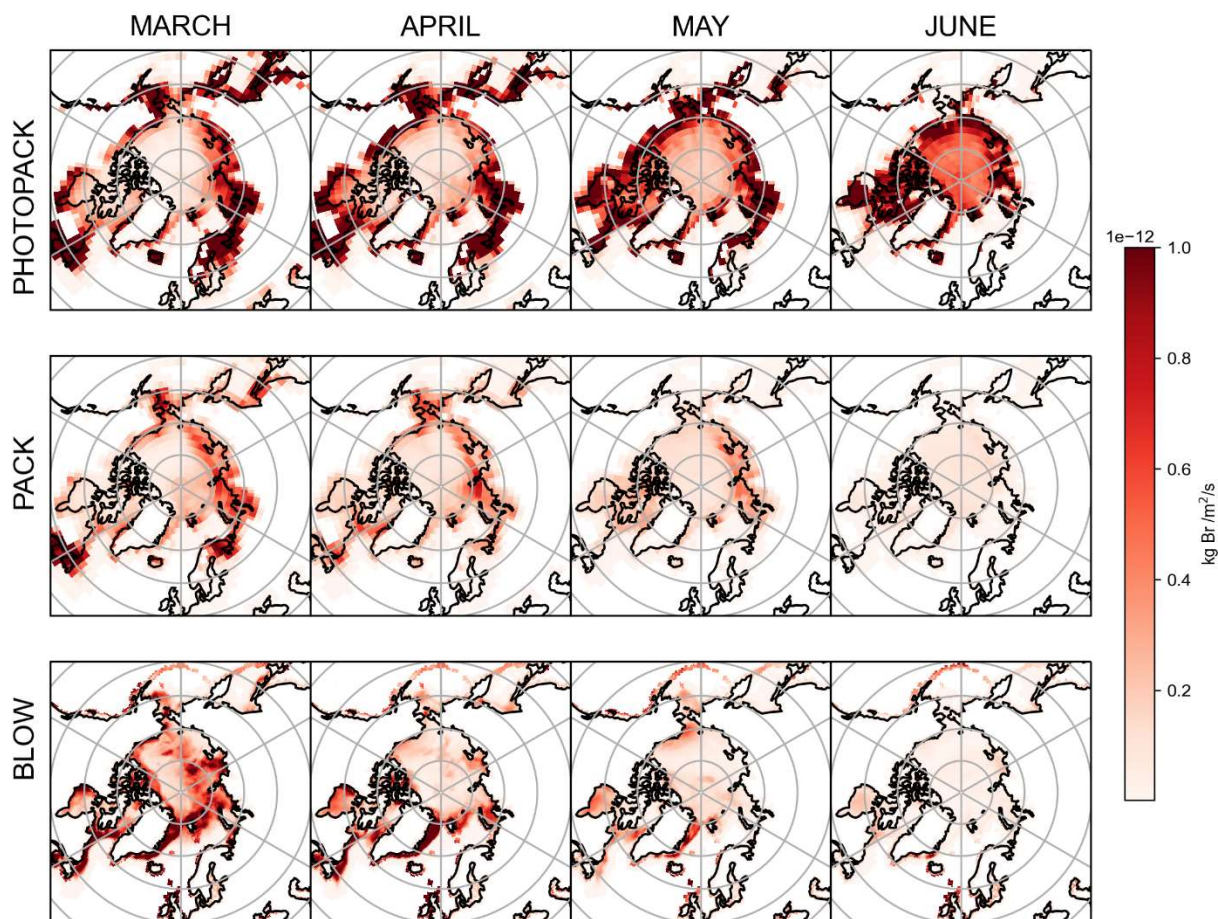 MARCH APRIL MAY JUNE
PHOTOPACK
1e−12
1.0
0.8
PACK
0.6
kg Br /m²/s
0.4
0.2
BLOW